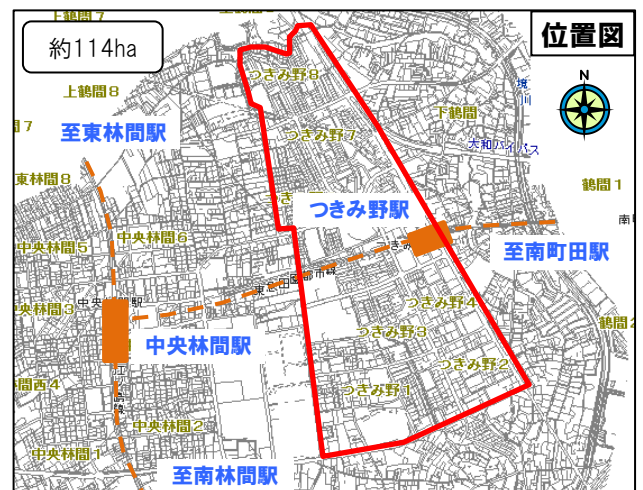 上鶴間7
約114ha
位置図
N
つきみ野8
上鶴間8
境川
下鶴間
至東林間駅
つきみ野7
大和バイパス
東林間8
鶴間1
つきみ野駅
中央林間6
中央林間5
至南町田駅
東急田園都市線
中央林間駅
中央林間3
つきみ野4
鶴間2
つきみ野3
中央林間駅
つきみ野2
間西4
つきみ野1
中央林間2
中央林間1
至南林間駅